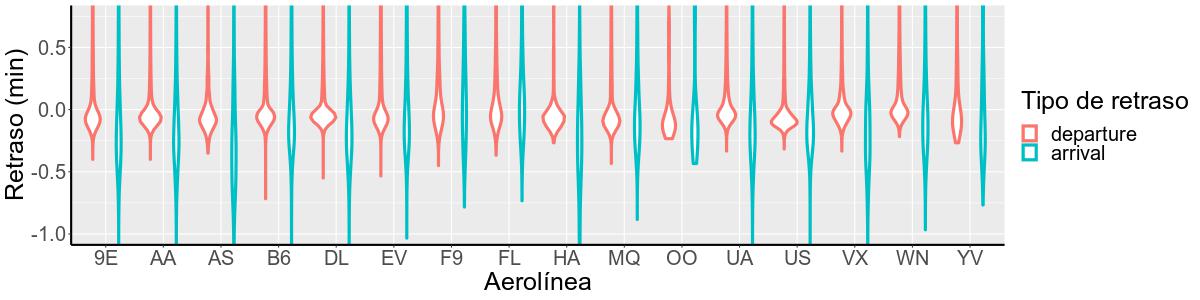 Retraso (min)
0.5
0.0
-0.5
-1.0
9E AA AS B6 DL EV F9 FL HA MQ OO UA US VX WN YV
Aerolínea
Tipo de retraso
departure
arrival